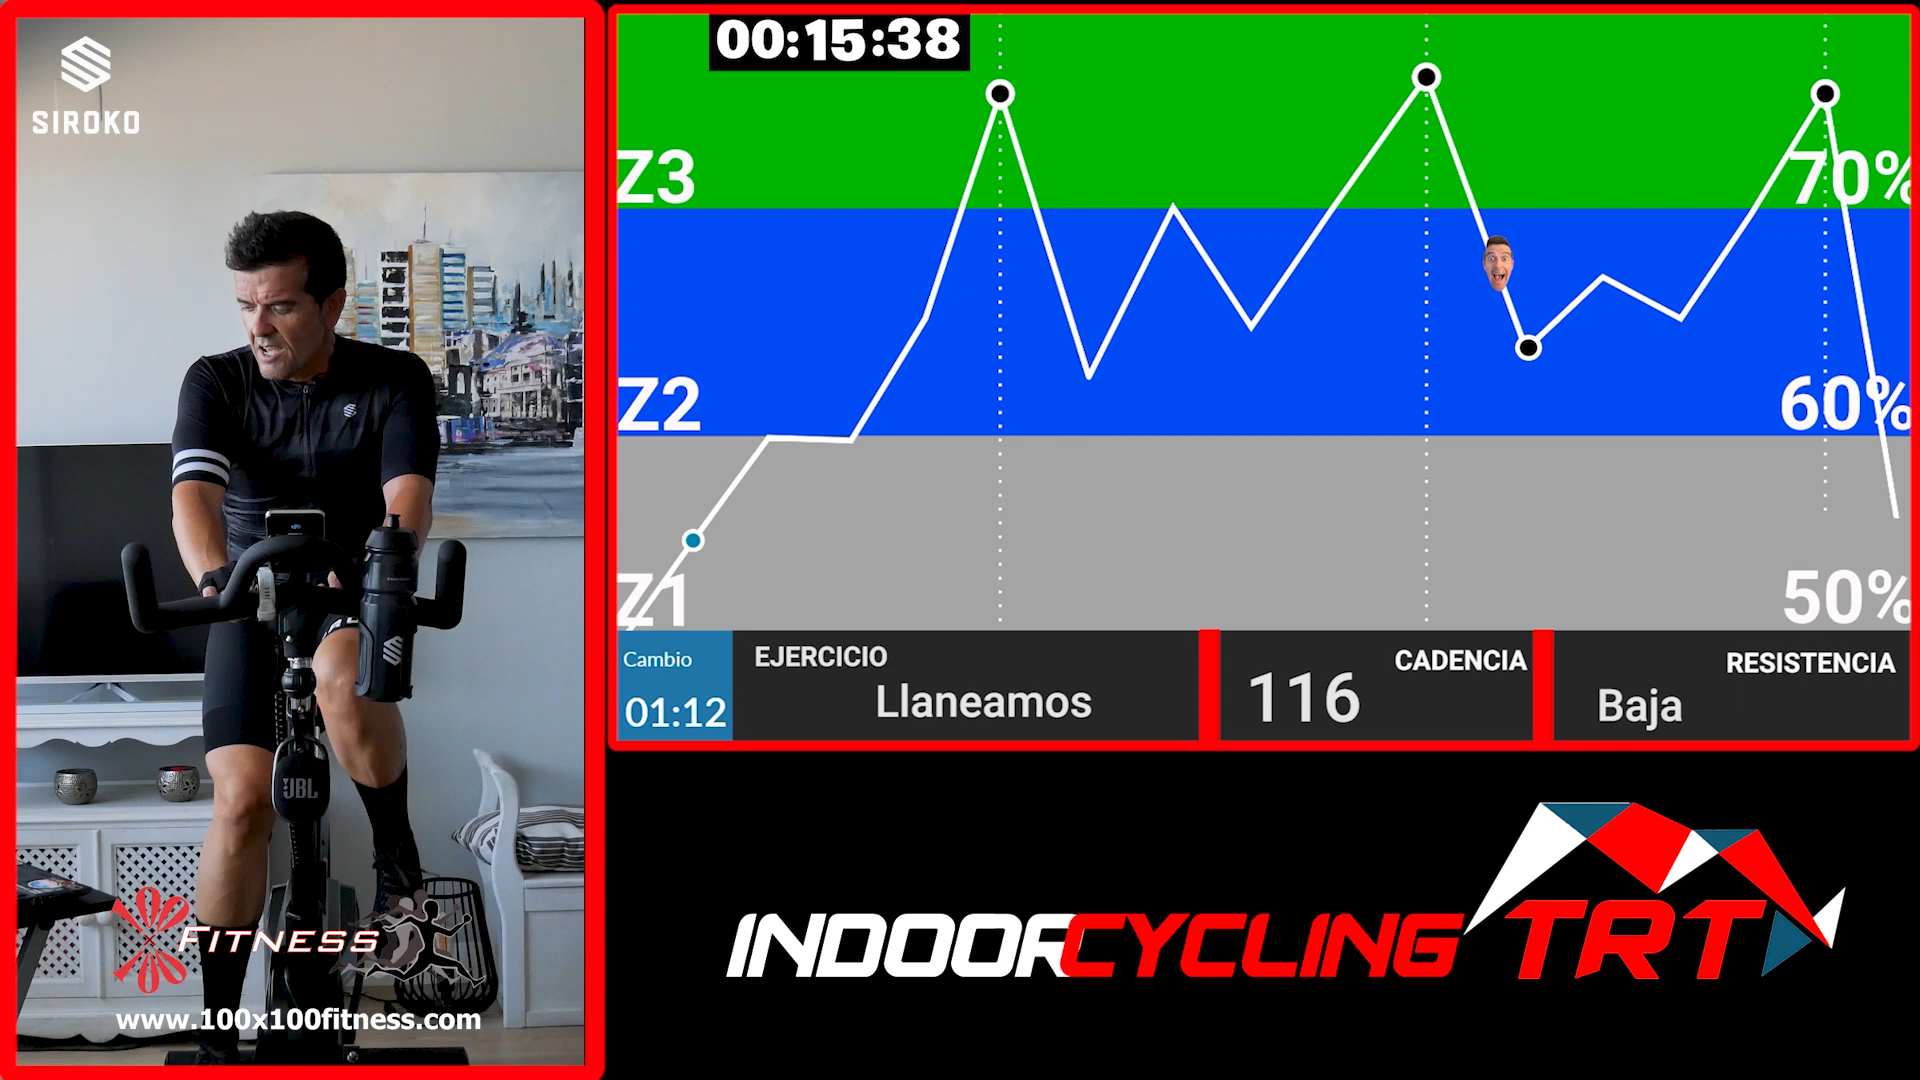 SIROKO
JBL
FITNESS
www.100x100fitness.com
00:15:38
Z3
70%
Z2
60%
Z1
50%
Cambio
01:12
EJERCICIO
Llaneamos
116
CADENCIA
RESISTENCIA
Baja
INDOORCYCLING TRT